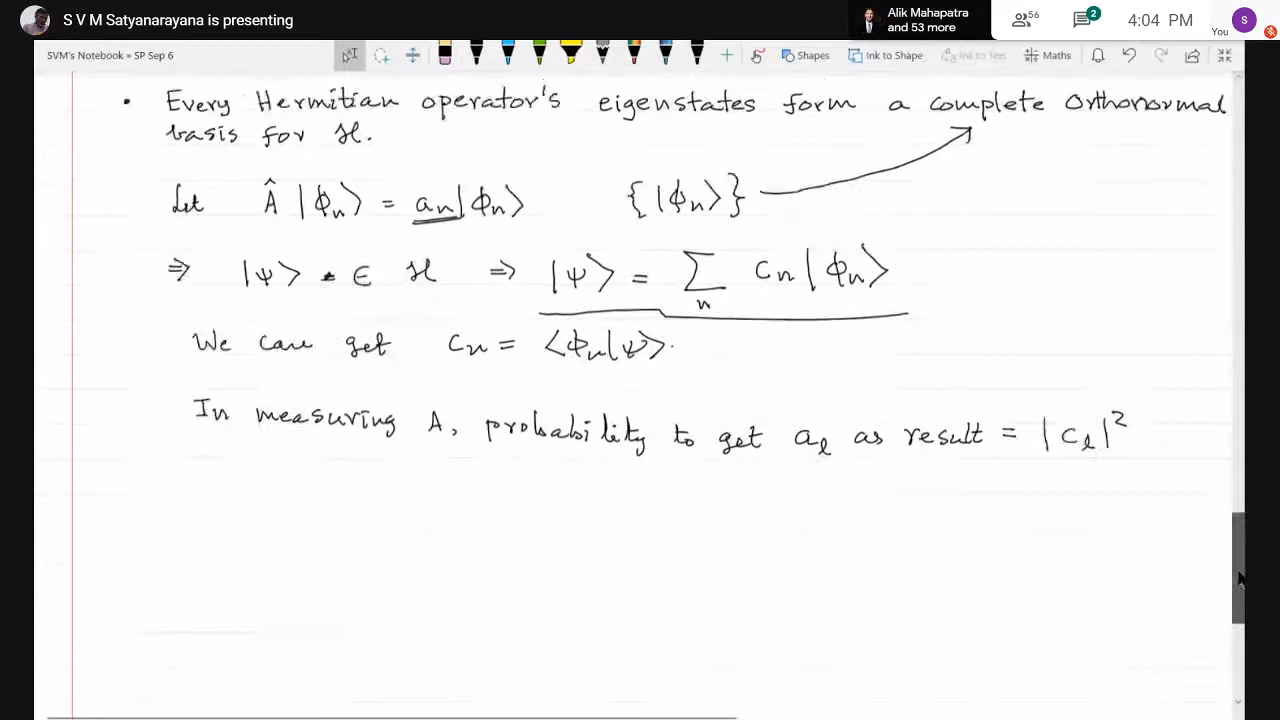 S V M Satyanarayana is presenting
Alik Mahapatra
and 53 more
56
2
4:04 PM
You
S
SVM's Notebook » SP Sep 6
Shapes
Ink to Shape
Ink to Text
Maths
• Every Hermitian operator's eigenstates form a complete orthonormal
basis for ℋ.
Let Â |Φₙ⟩ = aₙ|Φₙ⟩ {|Φₙ⟩}
⇒ |Ψ⟩ ∈ ℋ ⇒ |Ψ⟩ = Σₙ cₙ |Φₙ⟩
We can get cₙ = ⟨Φₙ|Ψ⟩.
In measuring A, probability to get aₗ as result = |cₗ|²